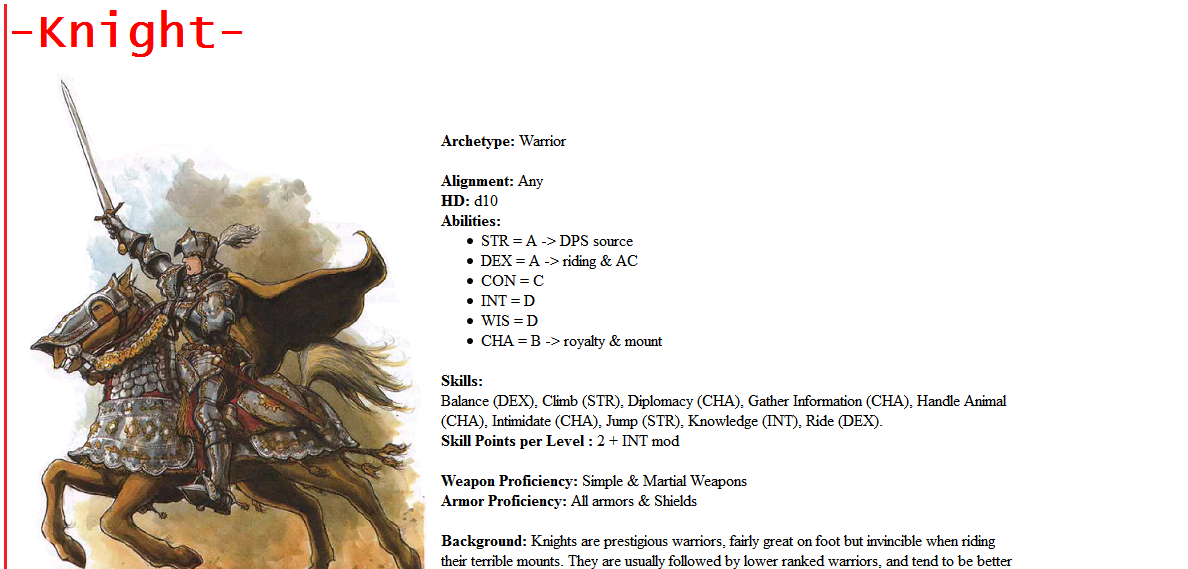 -Knight-
Archetype: Warrior
Alignment: Any
HD: d10
Abilities:
• STR = A -> DPS source
• DEX = A -> riding & AC
• CON = C
• INT = D
• WIS = D
• CHA = B -> royalty & mount
Skills:
Balance (DEX), Climb (STR), Diplomacy (CHA), Gather Information (CHA), Handle Animal
(CHA), Intimidate (CHA), Jump (STR), Knowledge (INT), Ride (DEX).
Skill Points per Level : 2 + INT mod
Weapon Proficiency: Simple & Martial Weapons
Armor Proficiency: All armors & Shields
Background: Knights are prestigious warriors, fairly great on foot but invincible when riding
their terrible mounts. They are usually followed by lower ranked warriors, and tend to be better